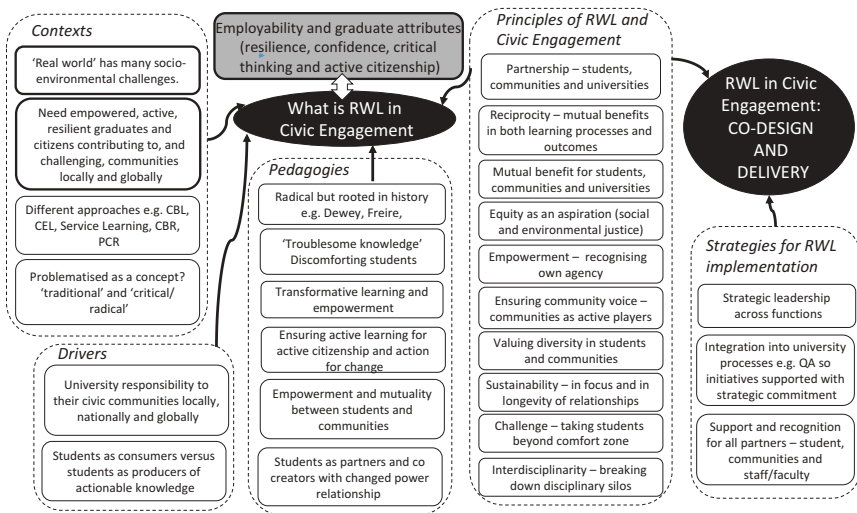 Contexts
'Real world' has many socio-
environmental challenges.
Need empowered, active,
resilient graduates and
citizens contributing to, and
challenging, communities
locally and globally
Different approaches e.g. CBL,
CEL, Service Learning, CBR,
PCR
Problematised as a concept?
'traditional' and 'critical/
radical'
Drivers
University responsibility to
their civic communities locally,
nationally and globally
Students as consumers versus
students as producers of
actionable knowledge
Employability and graduate attributes
(resilience, confidence, critical
thinking and active citizenship)
What is RWL in
Civic Engagement
Pedagogies
Radical but rooted in history
e.g. Dewey, Freire,
'Troublesome knowledge'
Discomforting students
Transformative learning and
empowerment
Ensuring active learning for
active citizenship and action
for change
Empowerment and mutuality
between students and
communities
Students as partners and co
creators with changed power
relationship
Principles of RWL and
Civic Engagement
Partnership – students,
communities and universities
Reciprocity – mutual benefits
in both learning processes and
outcomes
Mutual benefit for students,
communities and universities
Equity as an aspiration (social
and environmental justice)
Empowerment – recognising
own agency
Ensuring community voice –
communities as active players
Valuing diversity in students
and communities
Sustainability – in focus and in
longevity of relationships
Challenge – taking students
beyond comfort zone
Interdisciplinarity – breaking
down disciplinary silos
RWL in Civic
Engagement:
CO-DESIGN
AND
DELIVERY
Strategies for RWL
implementation
Strategic leadership
across functions
Integration into university
processes e.g. QA so
initiatives supported with
strategic commitment
Support and recognition
for all partners – student,
communities and
staff/faculty